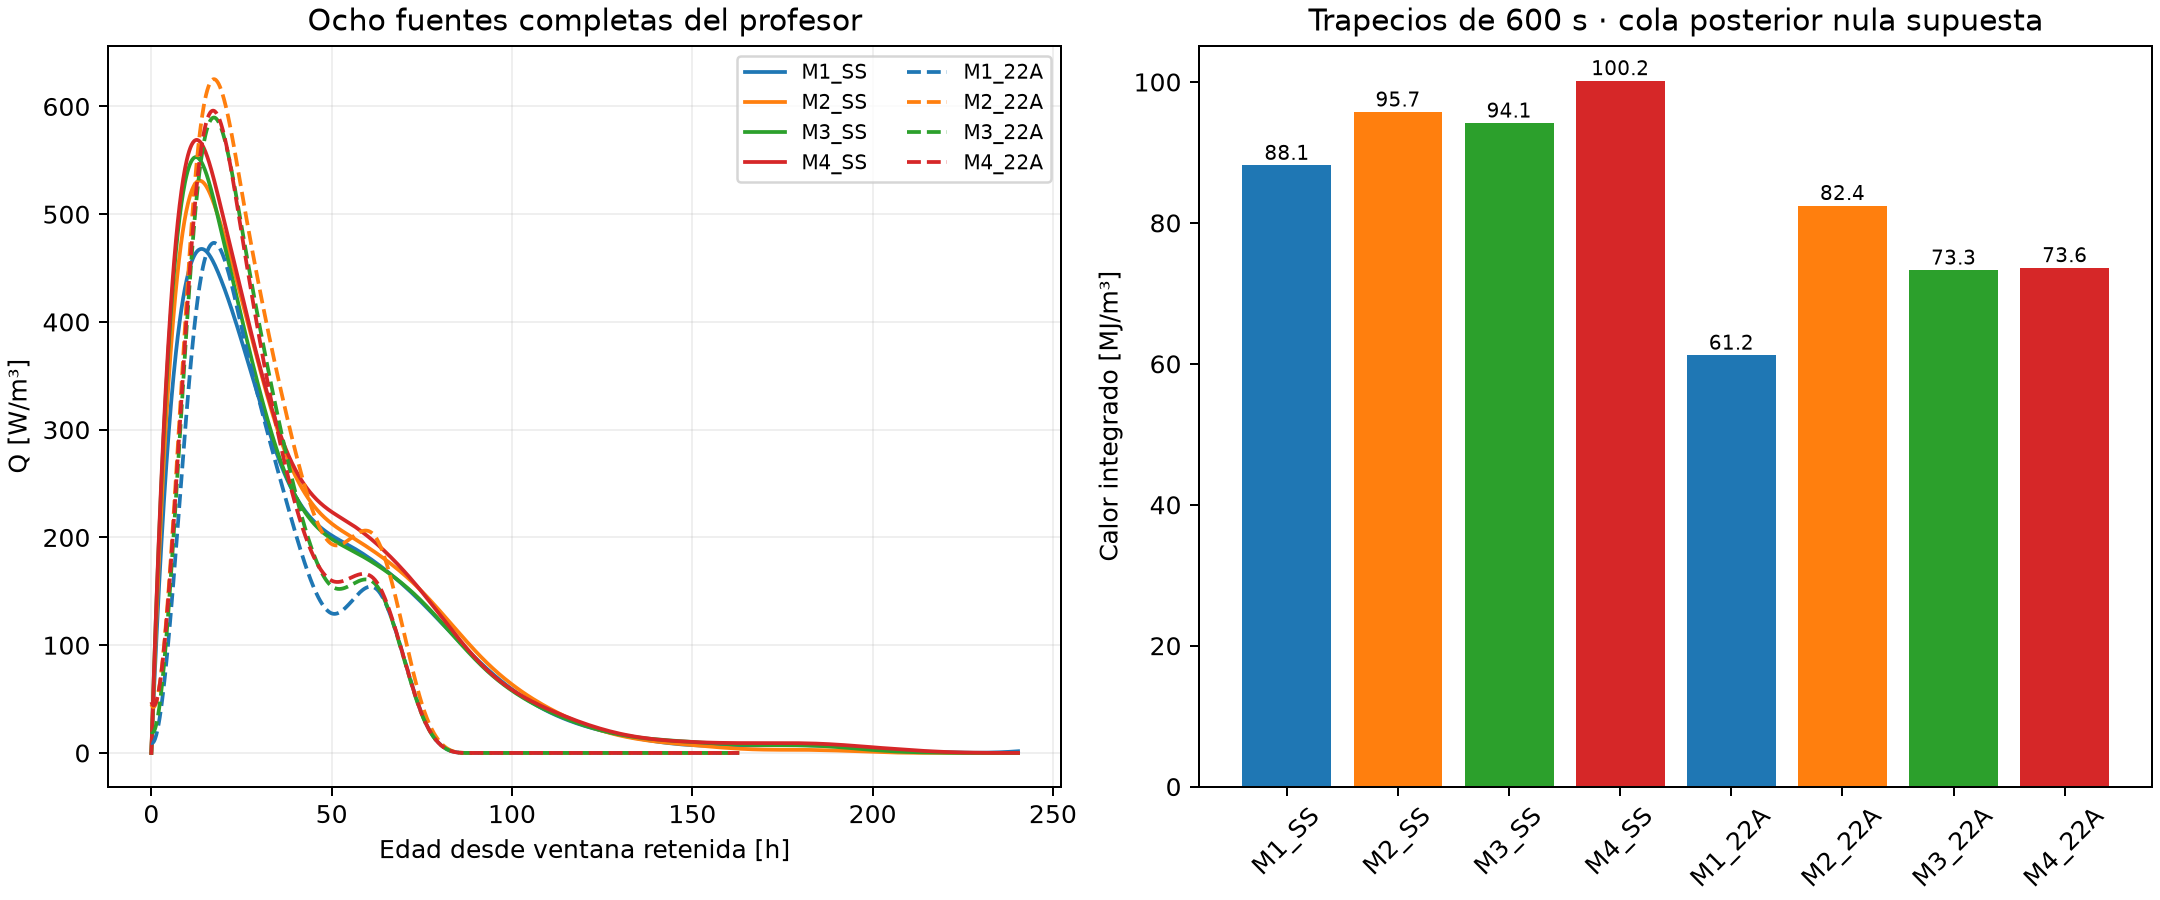 Ocho fuentes completas del profesor
Q [W/m³]
600
500
400
300
200
100
0
M1_SS
M2_SS
M3_SS
M4_SS
M1_22A
M2_22A
M3_22A
M4_22A
0 50 100 150 200 250
Edad desde ventana retenida [h]
Trapecios de 600 s · cola posterior nula supuesta
Calor integrado [MJ/m³]
100
80
60
40
20
0
88.1
95.7
94.1
100.2
61.2
82.4
73.3
73.6
M1_SS
M2_SS
M3_SS
M4_SS
M1_22A
M2_22A
M3_22A
M4_22A